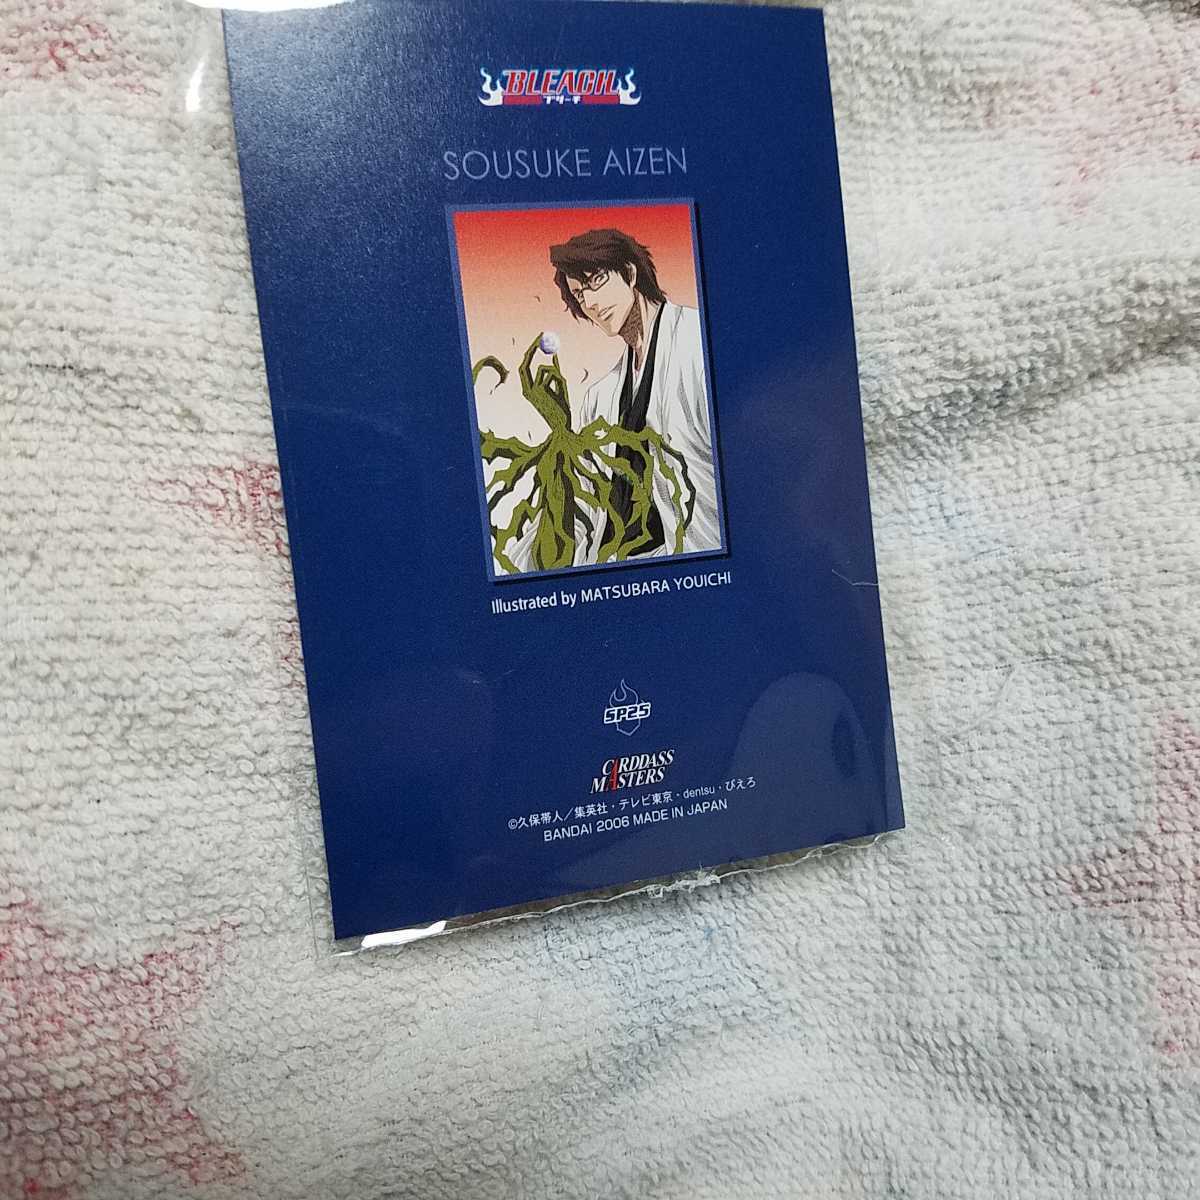 BLEACH
ブリーチ
SOUSUKE AIZEN
Illustrated by MATSUBARA YOUICHI
SP25
CARDDASS
MASTERS
©久保帯人／集英社・テレビ東京・dentsu・ぴえろ
BANDAI 2006 MADE IN JAPAN